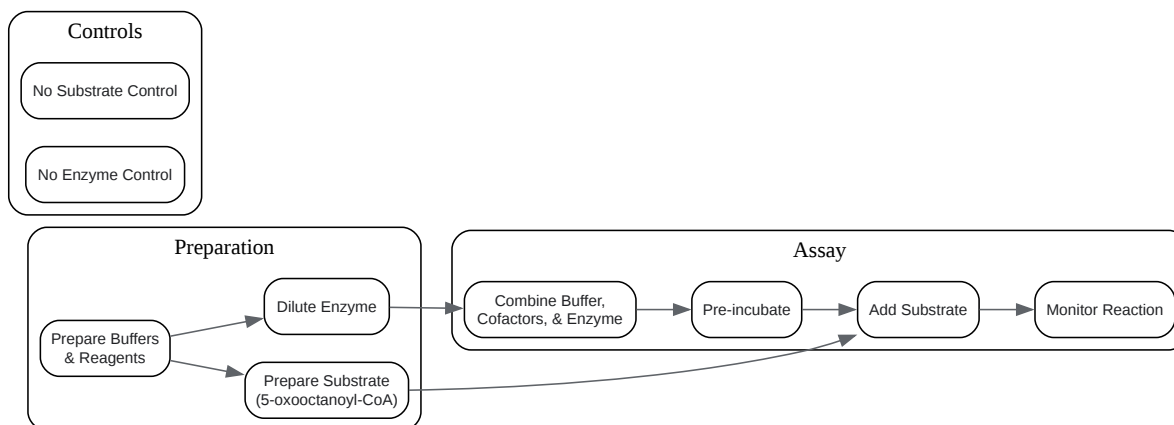 Controls
No Substrate Control
No Enzyme Control
Preparation
Prepare Buffers
& Reagents
Dilute Enzyme
Prepare Substrate
(5-oxooctanoyl-CoA)
Assay
Combine Buffer,
Cofactors, & Enzyme
Pre-incubate
Add Substrate
Monitor Reaction